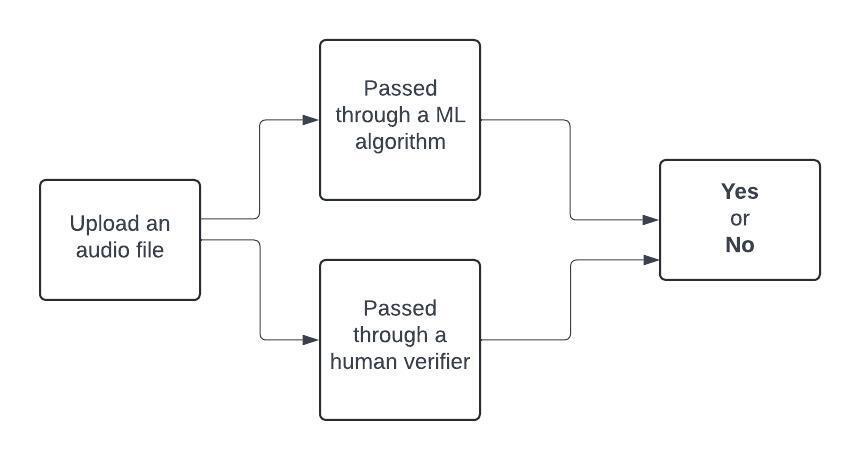 Upload an
audio file
Passed
through a ML
algorithm
Passed
through a
human verifier
Yes
or
No